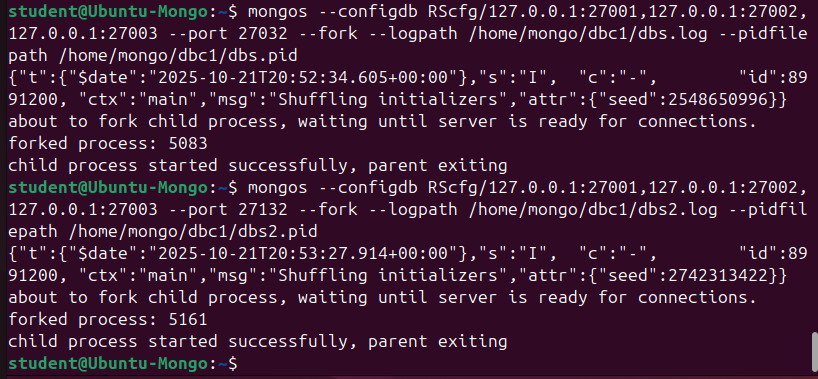 student@Ubuntu-Mongo:~$ mongos --configdb RScfg/127.0.0.1:27001,127.0.0.1:27002,
127.0.0.1:27003 --port 27032 --fork --logpath /home/mongo/dbc1/dbs.log --pidfile
path /home/mongo/dbc1/dbs.pid
{"t":{"$date":"2025-10-21T20:52:34.605+00:00"},"s":"I",  "c":"-",        "id":89
91200, "ctx":"main","msg":"Shuffling initializers","attr":{"seed":2548650996}}
about to fork child process, waiting until server is ready for connections.
forked process: 5083
child process started successfully, parent exiting
student@Ubuntu-Mongo:~$ mongos --configdb RScfg/127.0.0.1:27001,127.0.0.1:27002,
127.0.0.1:27003 --port 27132 --fork --logpath /home/mongo/dbc1/dbs2.log --pidfil
epath /home/mongo/dbc1/dbs2.pid
{"t":{"$date":"2025-10-21T20:53:27.914+00:00"},"s":"I",  "c":"-",        "id":89
91200, "ctx":"main","msg":"Shuffling initializers","attr":{"seed":2742313422}}
about to fork child process, waiting until server is ready for connections.
forked process: 5161
child process started successfully, parent exiting
student@Ubuntu-Mongo:~$